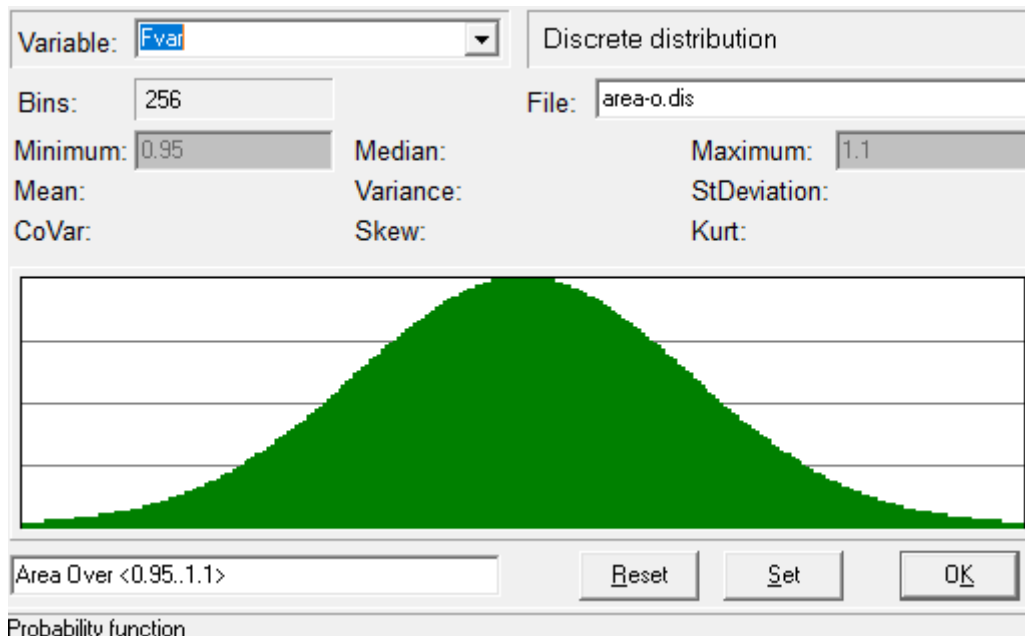 Variable: Fvar Discrete distribution
Bins: 256 File: area-o.dis
Minimum: 0.95 Median: Maximum: 1.1
Mean: Variance: StDeviation:
CoVar: Skew: Kurt:
Area Over <0.95..1.1> Reset Set OK
Probability function